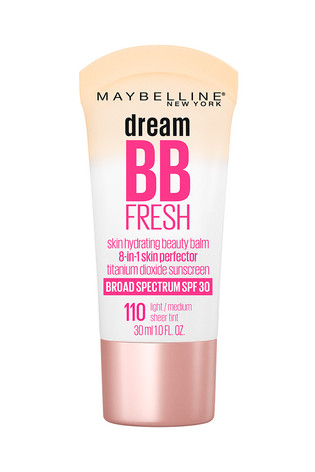 MAYBELLINE®
NEW YORK
dream
BB
FRESH
skin hydrating beauty balm
8-in-1 skin perfector
titanium dioxide sunscreen
BROAD SPECTRUM SPF 30
110 light / medium
sheer tint
30 ml 1.0 FL. OZ.